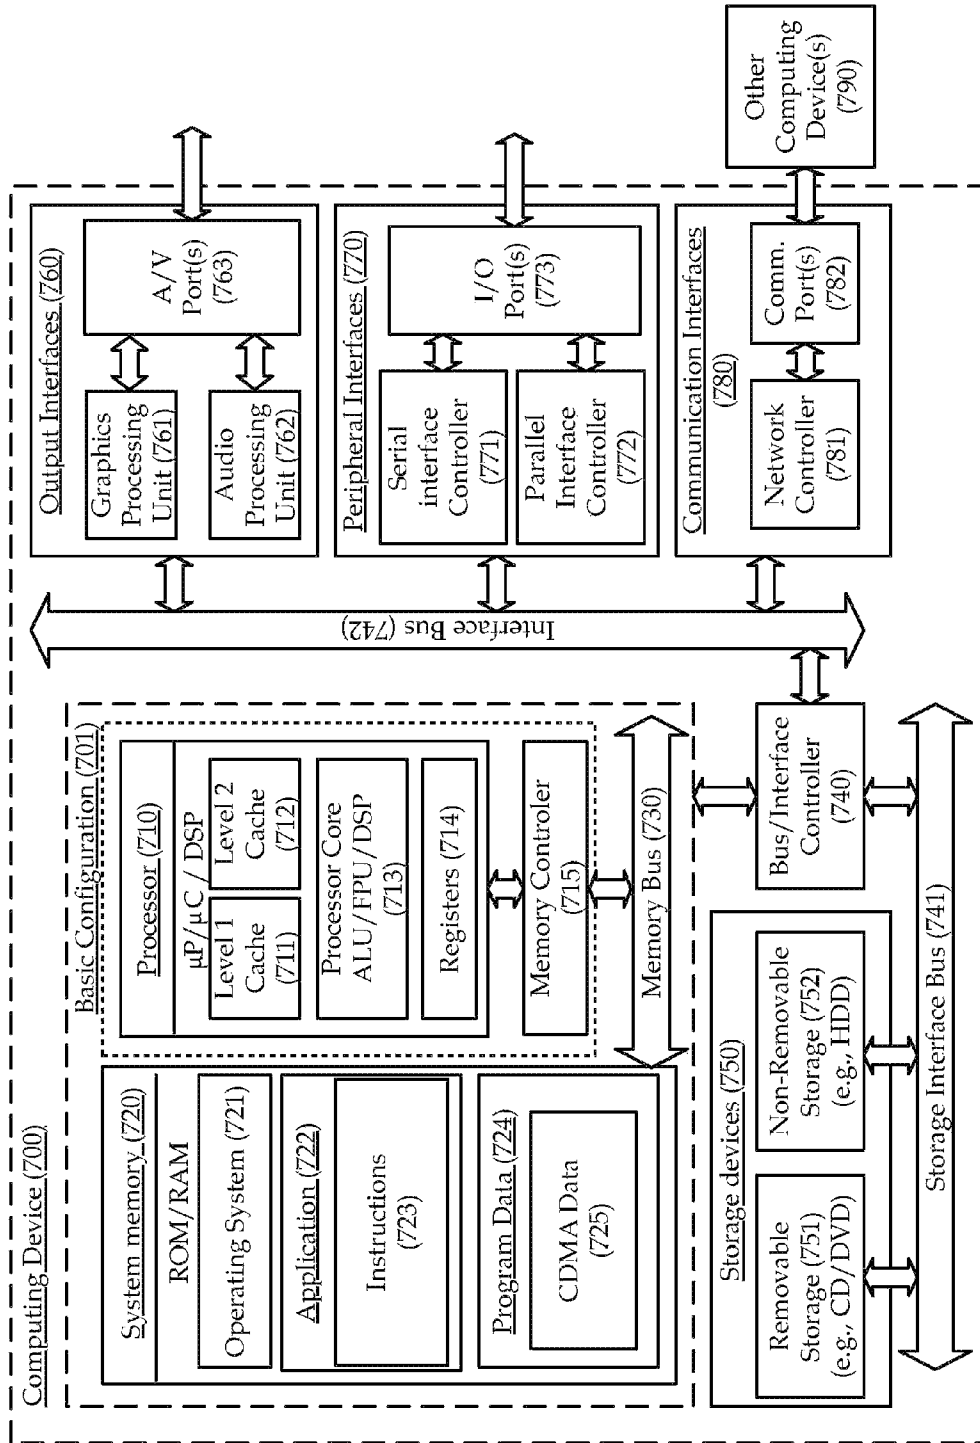 Computing Device (700)
Basic Configuration (701)
System memory (720)
ROM/RAM
Operating System (721)
Application (722)
Instructions
(723)
Program Data (724)
CDMA Data
(725)
Processor (710)
µP/µC / DSP
Level 1
Cache
(711)
Level 2
Cache
(712)
Processor Core
ALU/FPU/DSP
(713)
Registers (714)
Memory Controler
(715)
Memory Bus (730)
Storage devices (750)
Removable
Storage (751)
(e.g., CD/DVD)
Non-Removable
Storage (752)
(e.g., HDD)
Bus/Interface
Controller
(740)
Storage Interface Bus (741)
Interface Bus (742)
Output Interfaces (760)
Graphics
Processing
Unit (761)
Audio
Processing
Unit (762)
A/V
Port(s)
(763)
Peripheral Interfaces (770)
Serial
interface
Controller
(771)
Parallel
Interface
Controller
(772)
I/O
Port(s)
(773)
Communication Interfaces
(780)
Network
Controller
(781)
Comm.
Port(s)
(782)
Other
Computing
Device(s)
(790)